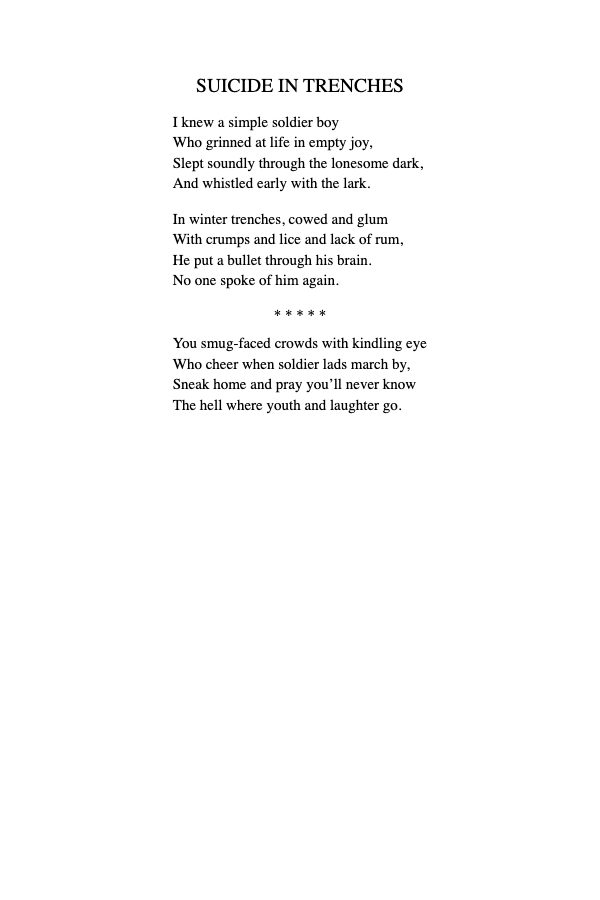 SUICIDE IN TRENCHES
I knew a simple soldier boy
Who grinned at life in empty joy,
Slept soundly through the lonesome dark,
And whistled early with the lark.
In winter trenches, cowed and glum
With crumps and lice and lack of rum,
He put a bullet through his brain.
No one spoke of him again.
* * * * *
You smug-faced crowds with kindling eye
Who cheer when soldier lads march by,
Sneak home and pray you’ll never know
The hell where youth and laughter go.